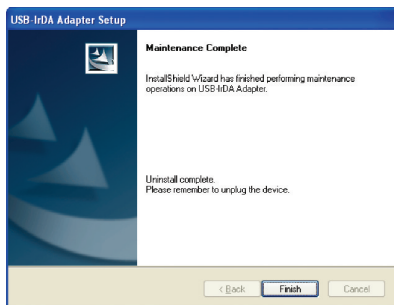 USB-IrDA Adapter Setup
Maintenance Complete
InstallShield Wizard has finished performing maintenance
operations on USB-IrDA Adapter.
Uninstall complete.
Please remember to unplug the device.
< Back Finish Cancel